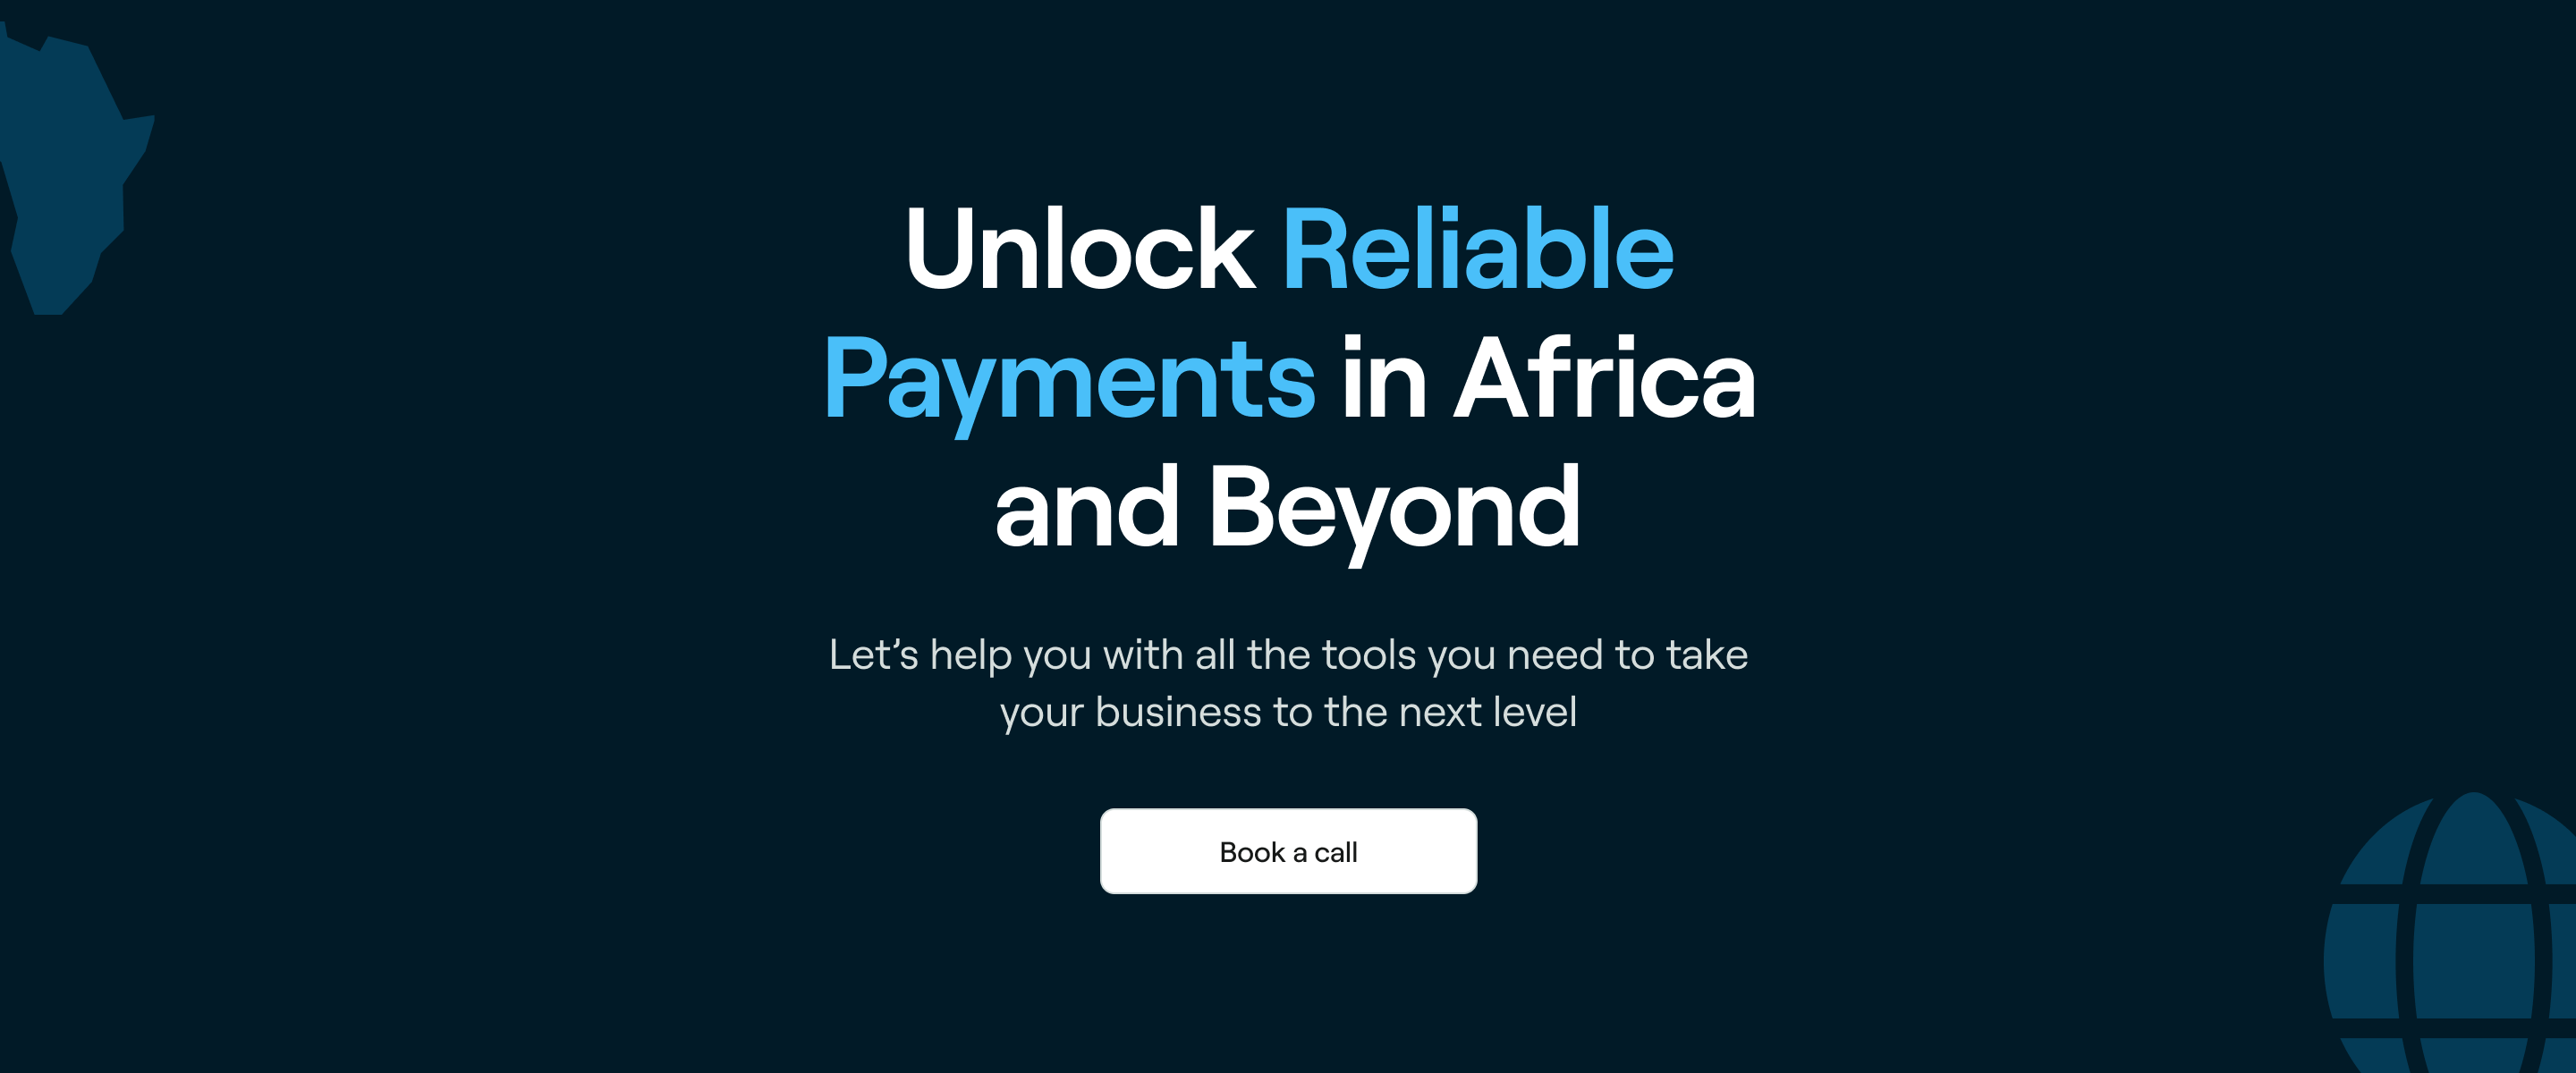 Unlock Reliable
Payments in Africa
and Beyond
Let’s help you with all the tools you need to take
your business to the next level
Book a call